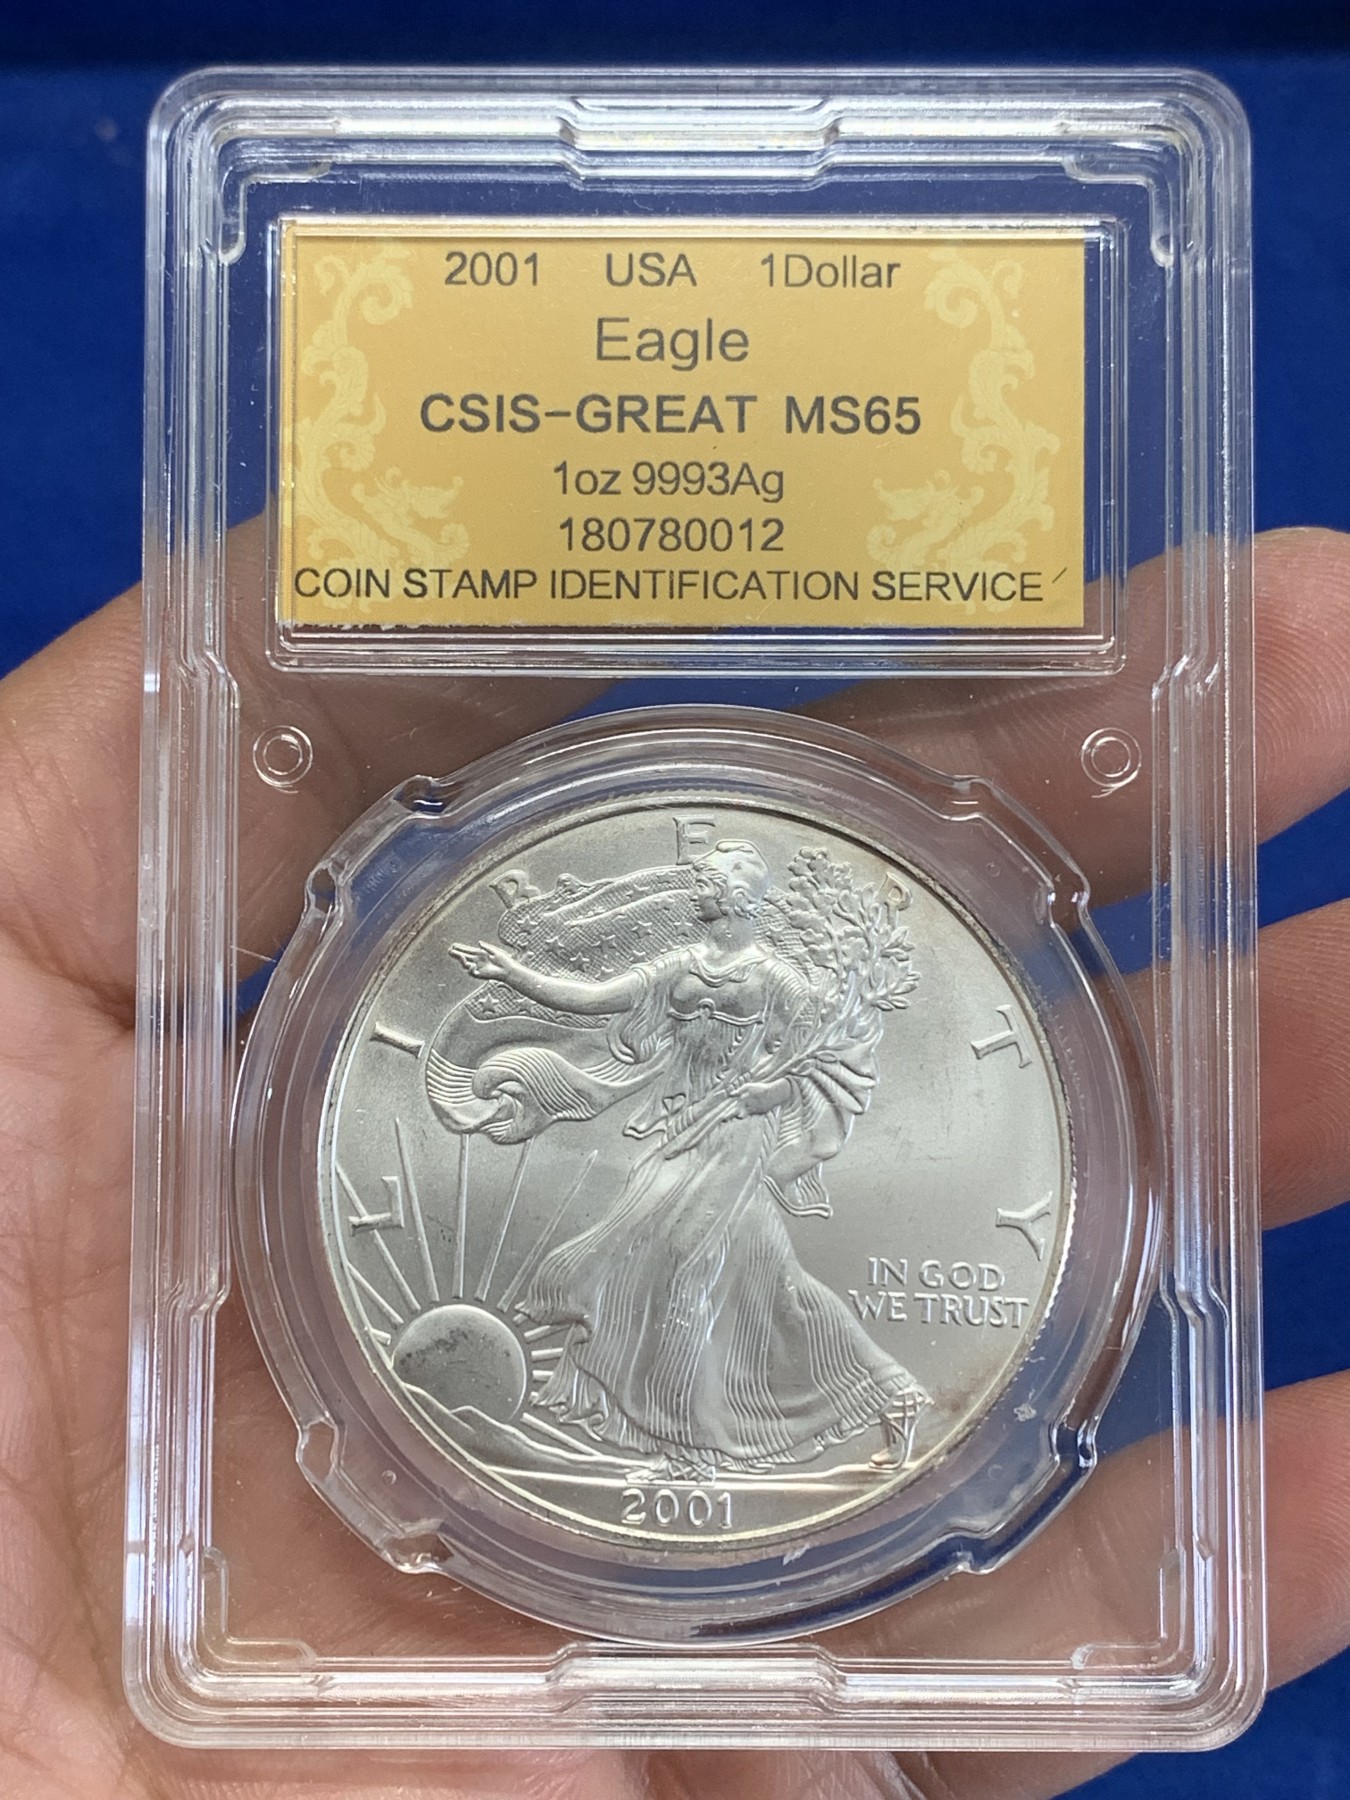 2001 USA 1Dollar
Eagle
CSIS-GREAT MS65
1oz 9993Ag
180780012
COIN STAMP IDENTIFICATION SERVICE
LIBERTY
IN GOD
WE TRUST
2001